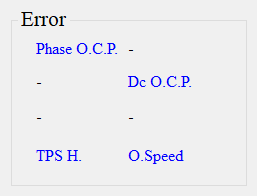 Error
Phase O.C.P. -
- Dc O.C.P.
- -
TPS H. O.Speed